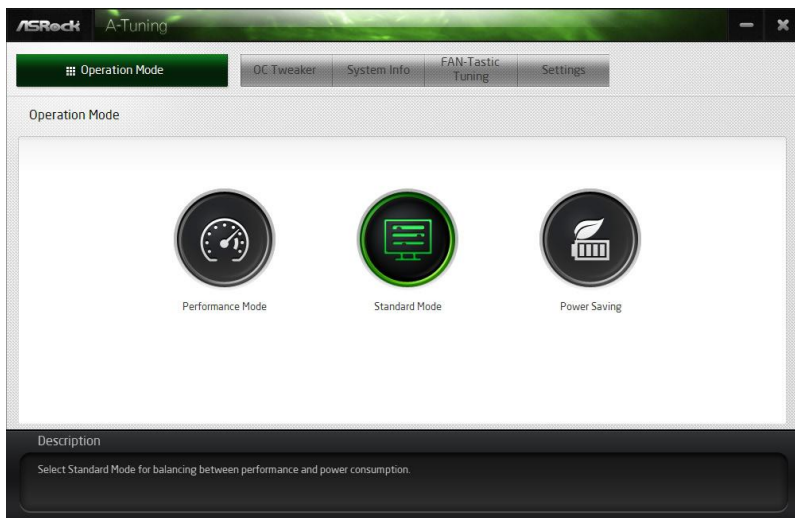 ASRock A-Tuning
Operation Mode OC Tweaker System Info FAN-Tastic Tuning Settings
Operation Mode
Performance Mode Standard Mode Power Saving
Description
Select Standard Mode for balancing between performance and power consumption.